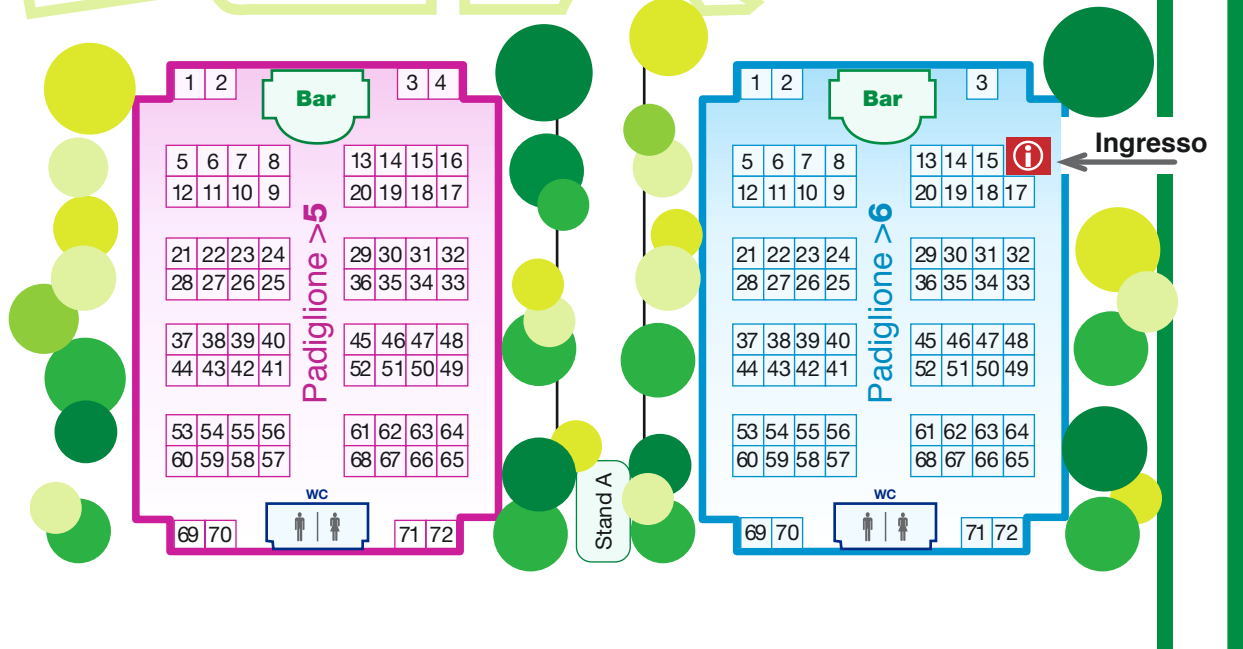 1 2 Bar 3 4
5 6 7 8 13 14 15 16
12 11 10 9 20 19 18 17
21 22 23 24 29 30 31 32
28 27 26 25 36 35 34 33
37 38 39 40 45 46 47 48
44 43 42 41 52 51 50 49
53 54 55 56 61 62 63 64
60 59 58 57 68 67 66 65
Padiglione >5
WC
69 70 71 72
Stand A
1 2 Bar 3
Ingresso
5 6 7 8 13 14 15 i
12 11 10 9 20 19 18 17
21 22 23 24 29 30 31 32
28 27 26 25 36 35 34 33
37 38 39 40 45 46 47 48
44 43 42 41 52 51 50 49
53 54 55 56 61 62 63 64
60 59 58 57 68 67 66 65
Padiglione >6
WC
69 70 71 72